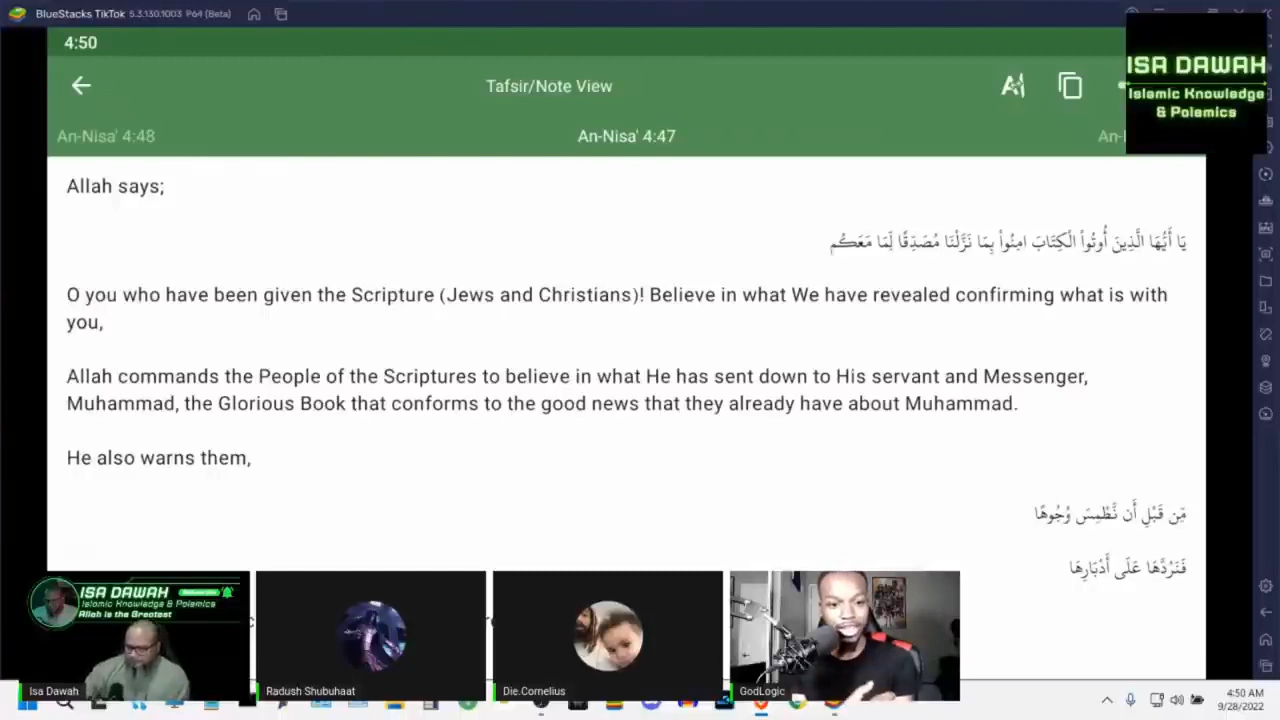 BlueStacks TikTok 5.3.130.1003 P64 (Beta)
4:50
Tafsir/Note View
ISA DAWAH
Islamic Knowledge
& Polamics
An-Nisa' 4:48
An-Nisa' 4:47
Allah says;
يَا أَيُّهَا الَّذِينَ أُوتُواْ الْكِتَابَ امِنُواْ بِمَا نَزَّلْنَا مُصَدِّقًا لِّمَا مَعَكُم
O you who have been given the Scripture (Jews and Christians)! Believe in what We have revealed confirming what is with
you,
Allah commands the People of the Scriptures to believe in what He has sent down to His servant and Messenger,
Muhammad, the Glorious Book that conforms to the good news that they already have about Muhammad.
He also warns them,
مِّن قَبْلِ أَن نَّطْمِسَ وُجُوهًا
فَنَرُدَّهَا عَلَى أَدْبَارِهَا
ISA DAWAH
Islamic Knowledge & Polamics
Allah is the Greatest
Isa Dawah
Radush Shubuhaat
Die.Cornelius
GodLogic
4:50 AM
9/28/2022